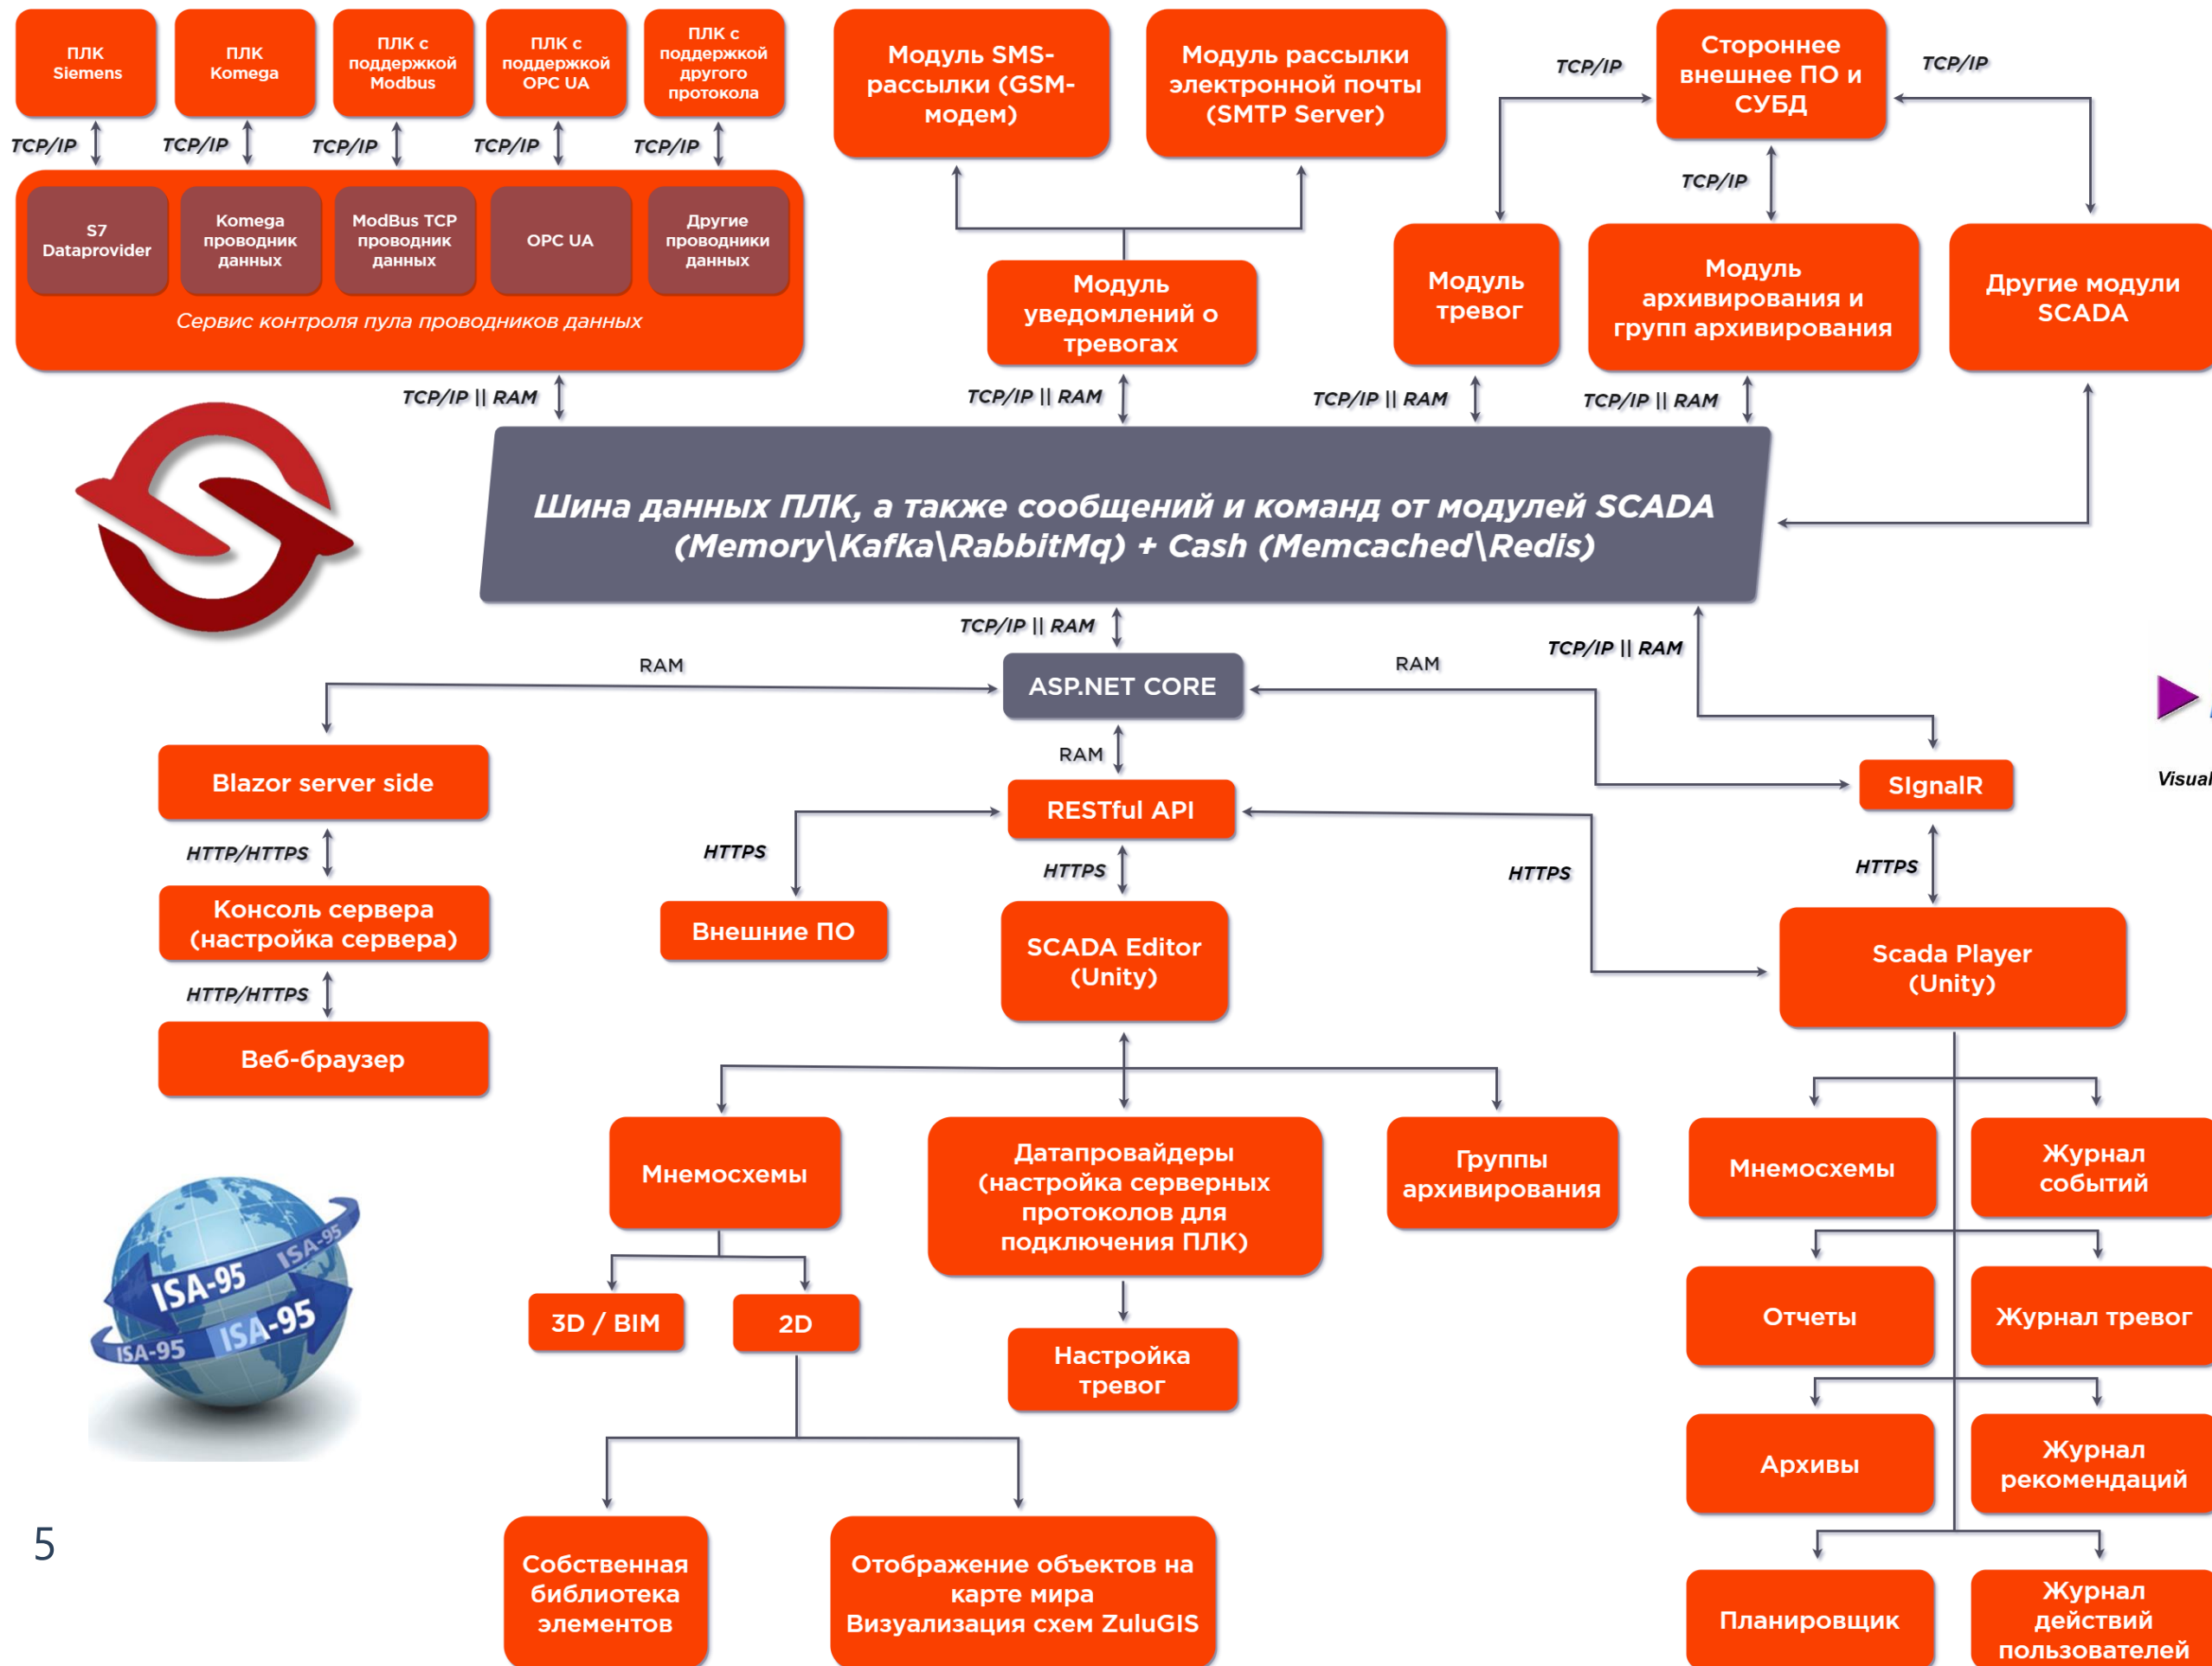 ПЛК
Siemens
ПЛК
Komega
ПЛК с
поддержкой
Modbus
ПЛК с
поддержкой
OPC UA
ПЛК с
поддержкой
другого
протокола
Модуль SMS-
рассылки (GSM-
модем)
Модуль рассылки
электронной почты
(SMTP Server)
Стороннее
внешнее ПО и
СУБД
TCP/IP
TCP/IP
TCP/IP
TCP/IP
TCP/IP
TCP/IP
TCP/IP
TCP/IP
S7
Dataprovider
Komega
проводник
данных
ModBus TCP
проводник
данных
OPC UA
Другие
проводники
данных
Сервис контроля пула проводников данных
Модуль
уведомлений о
тревогах
Модуль
тревог
Модуль
архивирования и
групп архивирования
Другие модули
SCADA
TCP/IP || RAM
TCP/IP || RAM
TCP/IP || RAM
TCP/IP || RAM
Шина данных ПЛК, а также сообщений и команд от модулей SCADA
(Memory\Kafka\RabbitMq) + Cash (Memcached\Redis)
TCP/IP || RAM
TCP/IP || RAM
RAM
ASP.NET CORE
RAM
RAM
Blazor server side
RESTful API
SIgnalR
Visual
HTTP/HTTPS
HTTPS
HTTPS
HTTPS
HTTPS
Консоль сервера
(настройка сервера)
Внешние ПО
SCADA Editor
(Unity)
Scada Player
(Unity)
HTTP/HTTPS
Веб-браузер
Мнемосхемы
Датапровайдеры
(настройка серверных
протоколов для
подключения ПЛК)
Группы
архивирования
Мнемосхемы
Журнал
событий
ISA-95
ISA-95
ISA-95
ISA-95
3D / BIM
2D
Настройка
тревог
Отчеты
Журнал тревог
Архивы
Журнал
рекомендаций
5
Собственная
библиотека
элементов
Отображение объектов на
карте мира
Визуализация схем ZuluGIS
Планировщик
Журнал
действий
пользователей